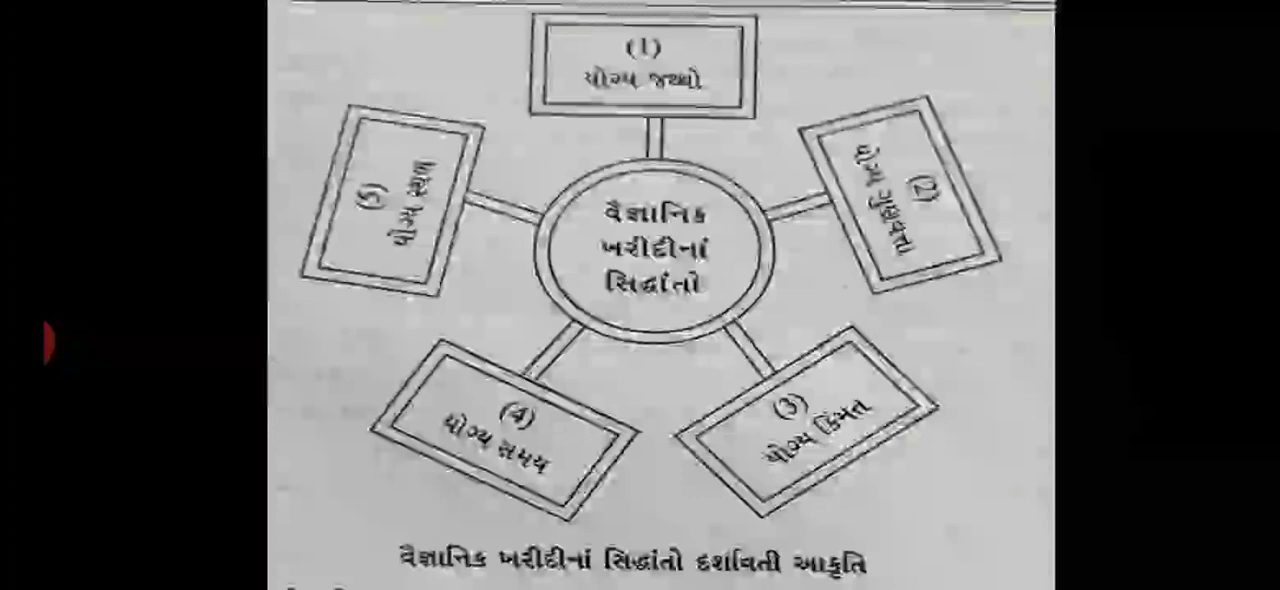 (1)
યોગ્ય જથ્થો
(2)
યોગ્ય ગુણવત્તા
(3)
યોગ્ય કિંમત
(4)
યોગ્ય સમય
(5)
યોગ્ય સ્થળ
વૈજ્ઞાનિક
ખરીદીનાં
સિદ્ધાંતો
વૈજ્ઞાનિક ખરીદીનાં સિદ્ધાંતો દર્શાવતી આકૃતિ